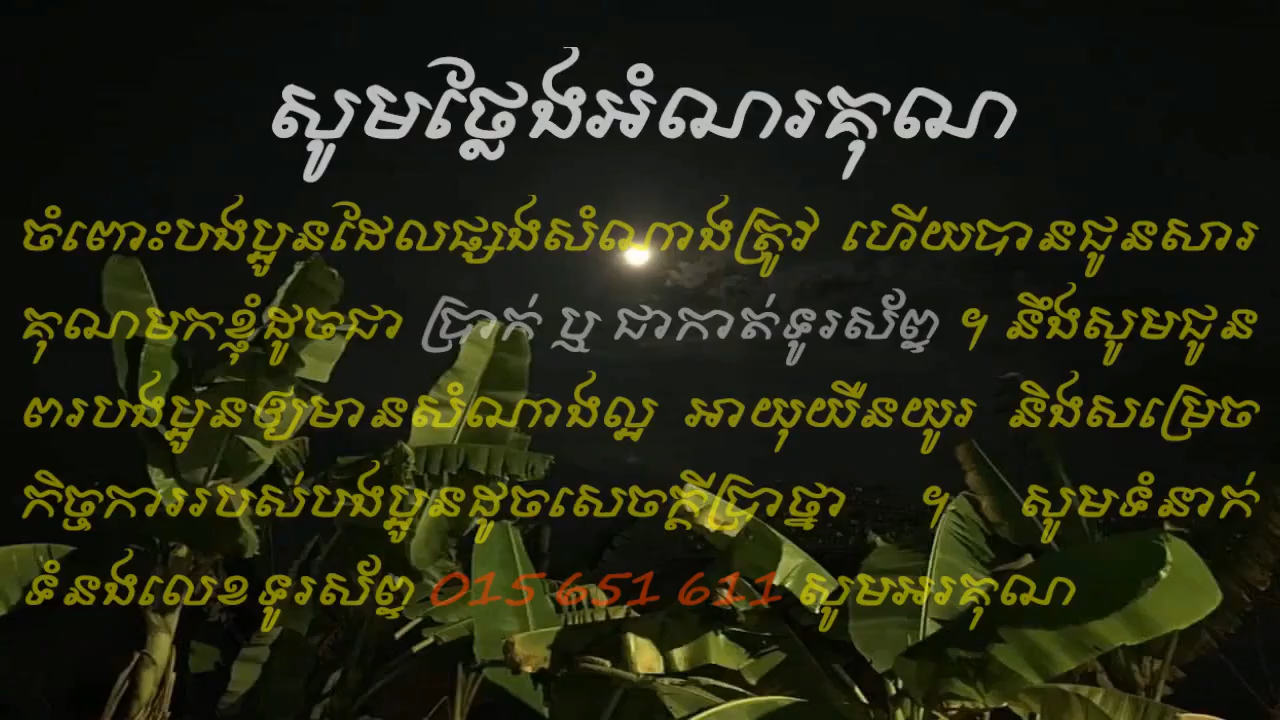 សូមថ្លែងអំណរគុណ
ចំពោះបងប្អូនដែលផ្សងសំណាងត្រូវ ហើយបានជូនសារ
គុណមកខ្ញុំដូចជា ប្រាក់ ឬ ជាកាត់ទូរស័ព្ទ ។ នឹងសូមជូន
ពរបងប្អូនឲ្យមានសំណាងល្អ អាយុយឺនយូរ និងសម្រេច
កិច្ចការរបស់បងប្អូនដូចសេចក្ដីប្រាថ្នា ។ សូមទំនាក់
ទំនងលេខទូរស័ព្ទ 015 651 611 សូមអរគុណ